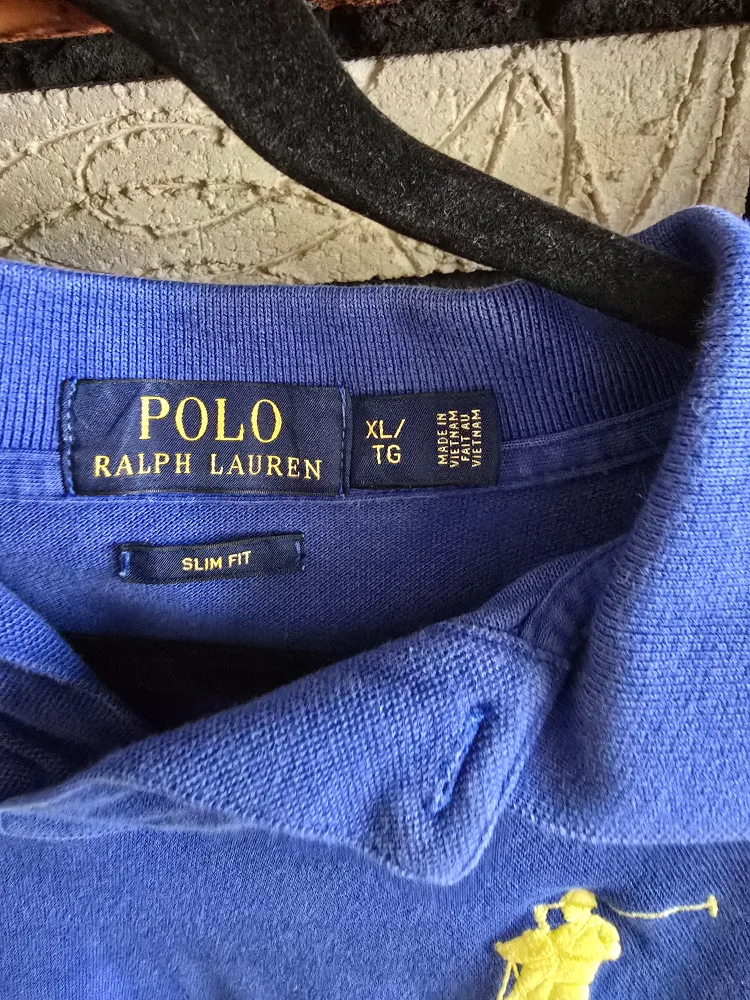 POLO
RALPH LAUREN
XL/
TG
MADE IN
VIETNAM
FAIT AU
VIETNAM
SLIM FIT